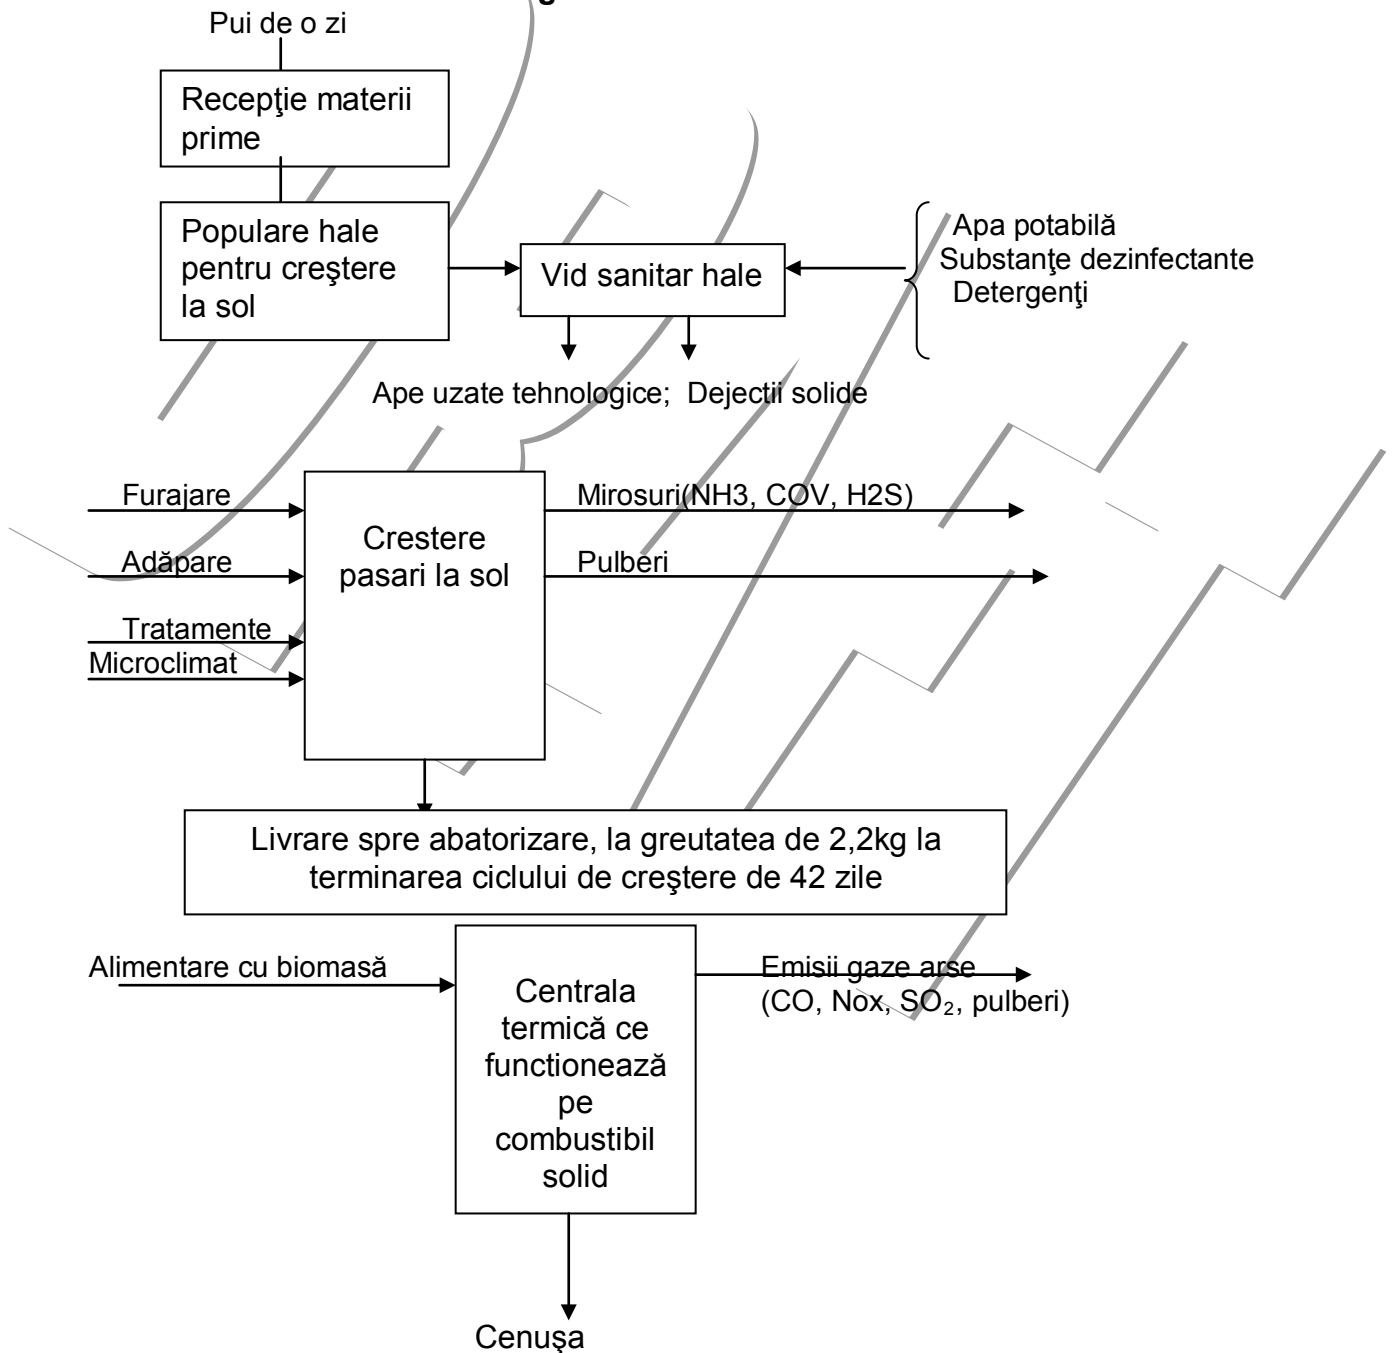 g
Pui de o zi
Recepţie materii
prime
Populare hale
pentru creştere
la sol
Vid sanitar hale
Apa potabilă
Substanţe dezinfectante
Detergenţi
Ape uzate tehnologice; Dejectii solide
Furajare
Adăpare
Tratamente
Microclimat
Crestere
pasari la sol
Mirosuri(NH3, COV, H2S)
Pulberi
Livrare spre abatorizare, la greutatea de 2,2kg la
terminarea ciclului de creştere de 42 zile
Alimentare cu biomasă
Centrala
termică ce
functionează
pe
combustibil
solid
Emisii gaze arse
(CO, Nox, SO₂, pulberi)
Cenuşa